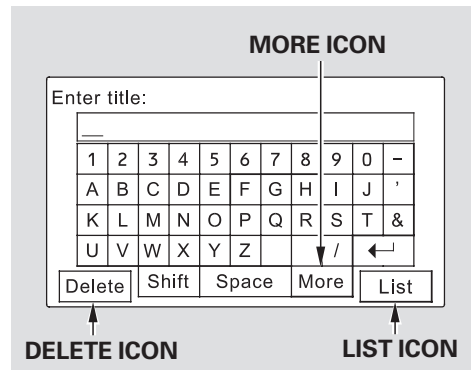 MORE ICON
Enter title:
1 2 3 4 5 6 7 8 9 0 –
A B C D E F G H I J ’
K L M N O P Q R S T &
U V W X Y Z / ↵
Delete Shift Space More List
DELETE ICON LIST ICON